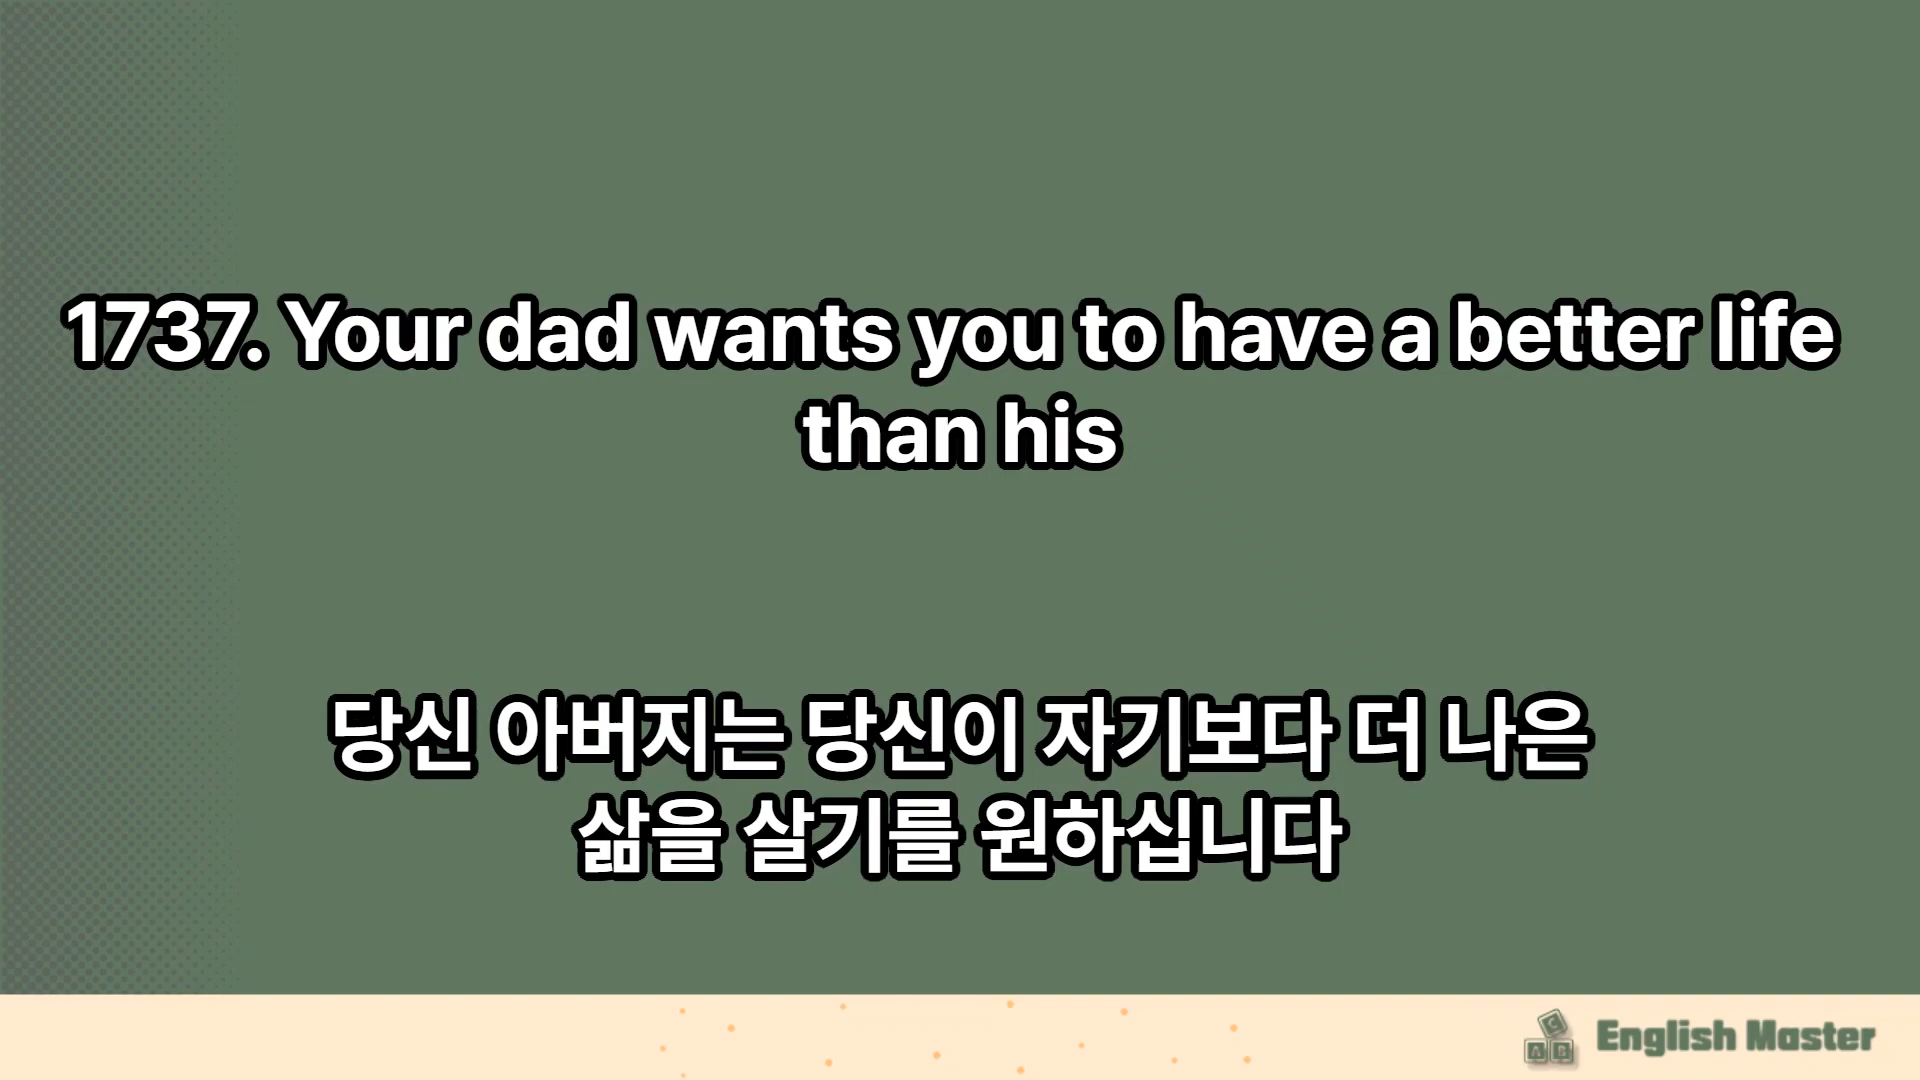 1737. Your dad wants you to have a better life
than his
당신 아버지는 당신이 자기보다 더 나은
삶을 살기를 원하십니다
C
A B
English Master